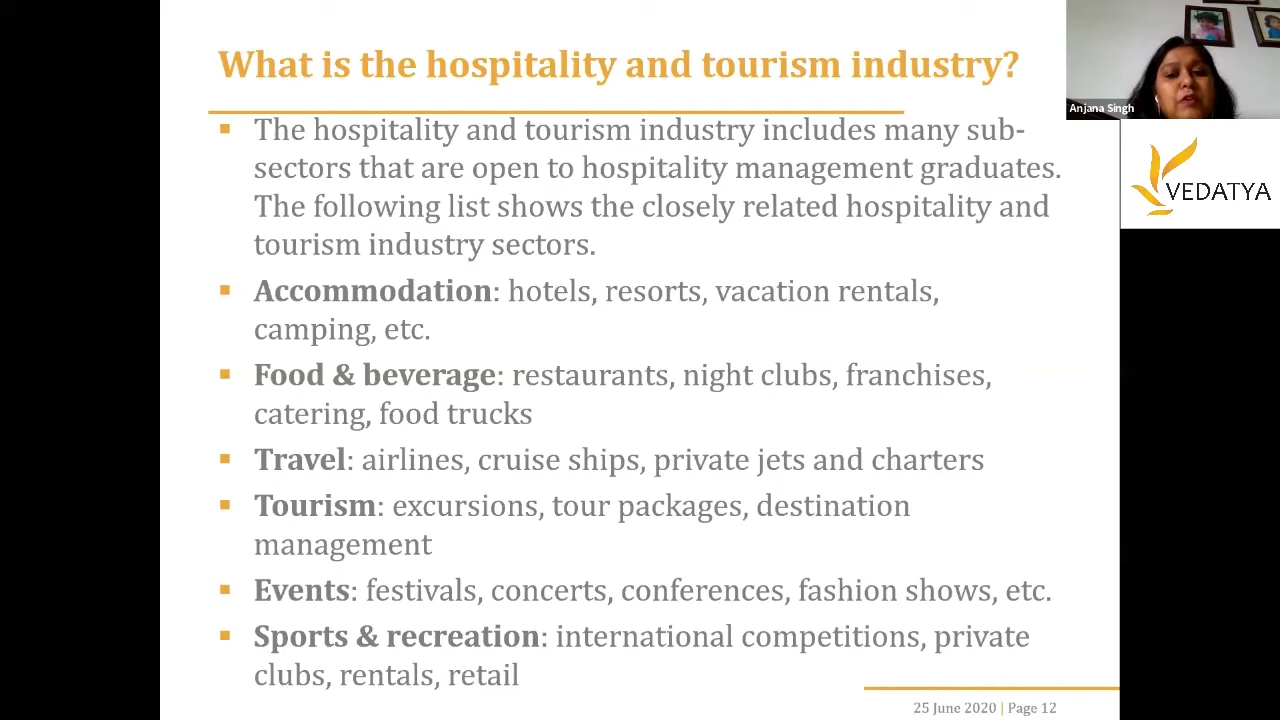 What is the hospitality and tourism industry?
Anjana Singh
VEDATYA
The hospitality and tourism industry includes many sub-
sectors that are open to hospitality management graduates.
The following list shows the closely related hospitality and
tourism industry sectors.
Accommodation: hotels, resorts, vacation rentals,
camping, etc.
Food & beverage: restaurants, night clubs, franchises,
catering, food trucks
Travel: airlines, cruise ships, private jets and charters
Tourism: excursions, tour packages, destination
management
Events: festivals, concerts, conferences, fashion shows, etc.
Sports & recreation: international competitions, private
clubs, rentals, retail
25 June 2020 | Page 12